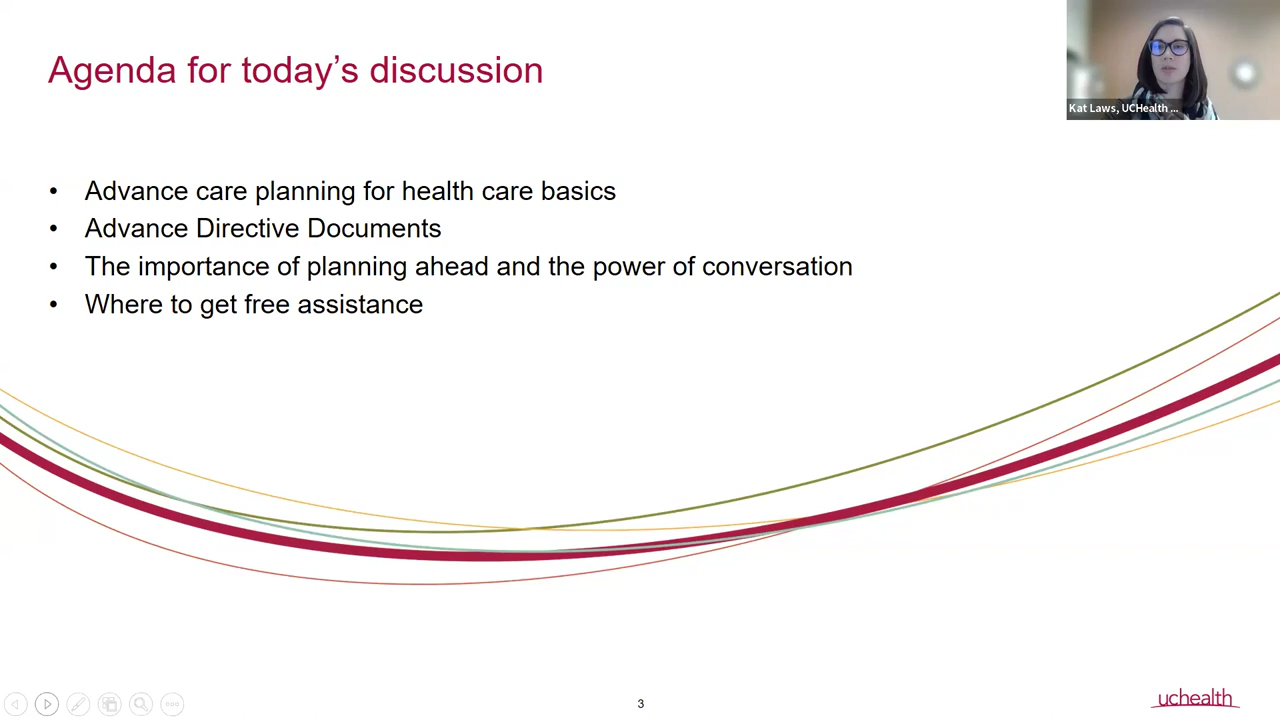 Agenda for today’s discussion
Kat Laws, UCHealth ...
• Advance care planning for health care basics
• Advance Directive Documents
• The importance of planning ahead and the power of conversation
• Where to get free assistance
3
uchealth